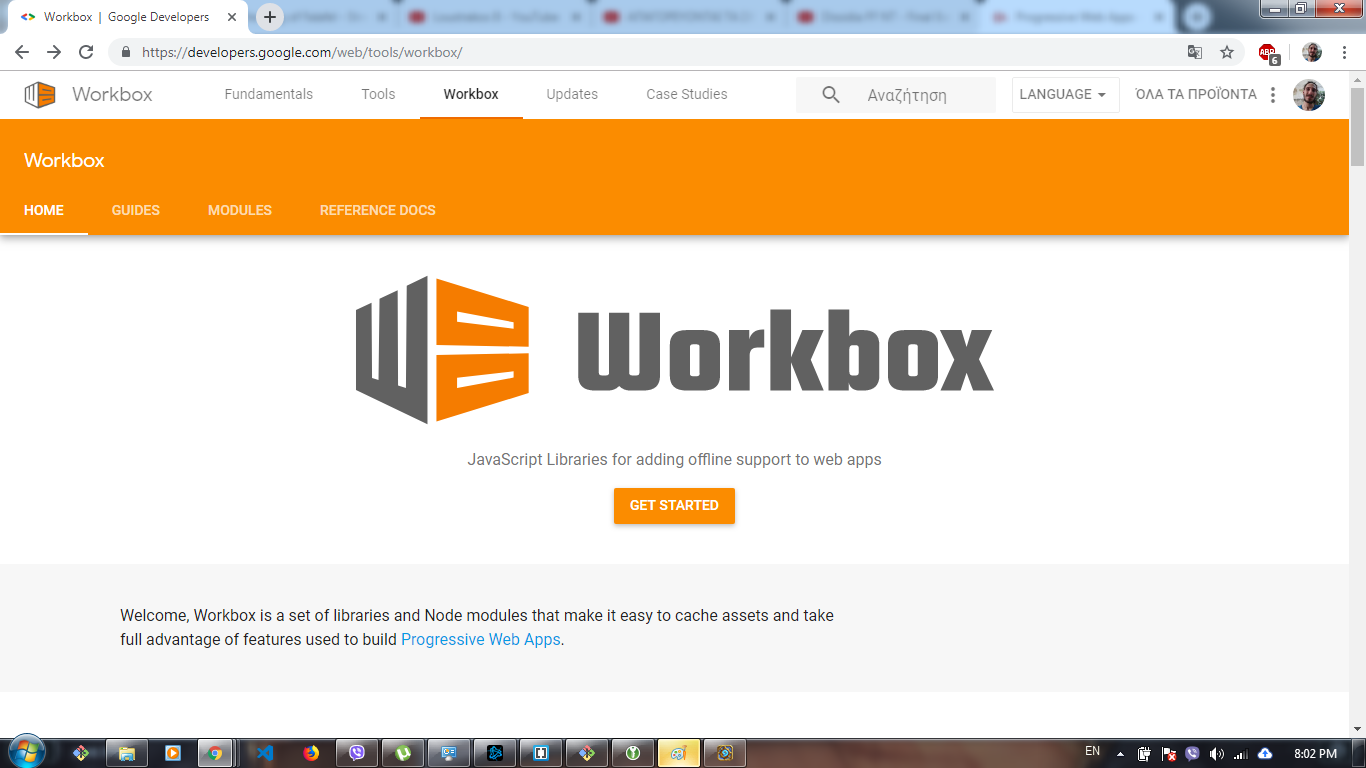 Workbox | Google Developers
https://developers.google.com/web/tools/workbox/
ABP
6
Workbox Fundamentals Tools Workbox Updates Case Studies Αναζήτηση LANGUAGE ΌΛΑ ΤΑ ΠΡΟΪΌΝΤΑ
Workbox
HOME GUIDES MODULES REFERENCE DOCS
Workbox
JavaScript Libraries for adding offline support to web apps
GET STARTED
Welcome, Workbox is a set of libraries and Node modules that make it easy to cache assets and take
full advantage of features used to build Progressive Web Apps.
EN 8:02 PM